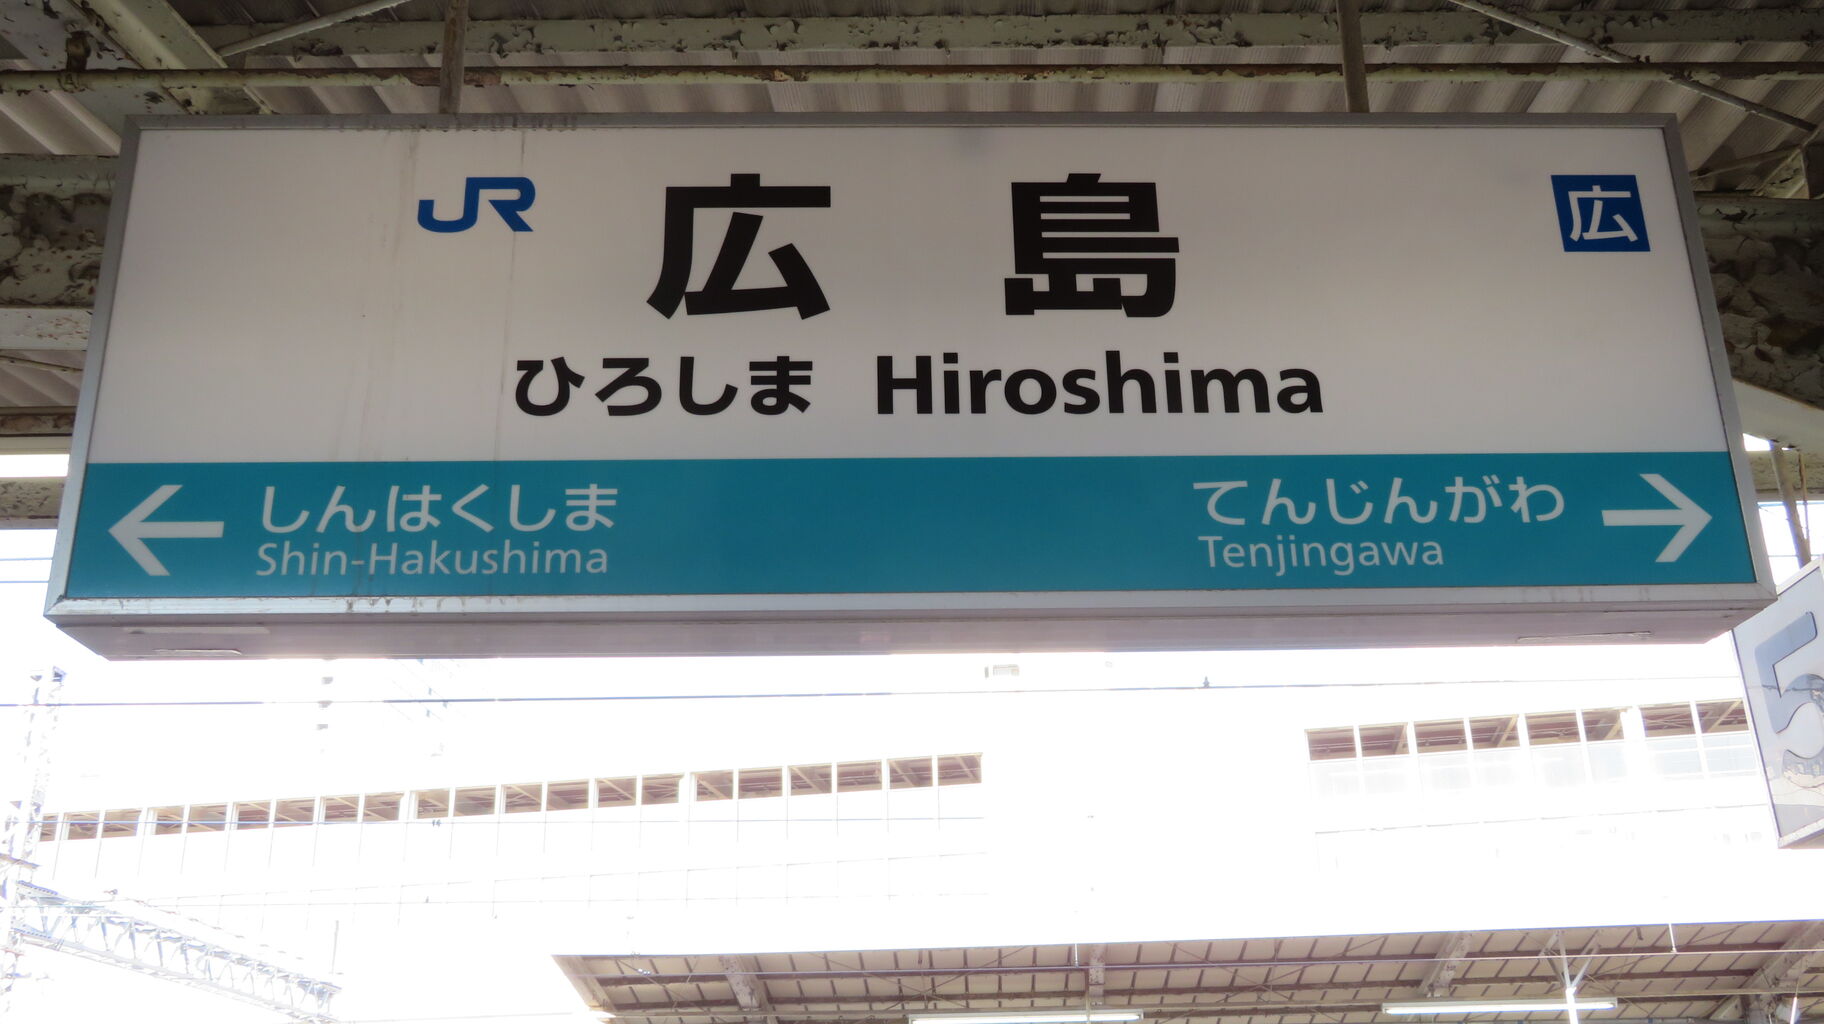 JR 広島 広
ひろしま Hiroshima
← しんはくしま てんじんがわ →
Shin-Hakushima Tenjingawa
5